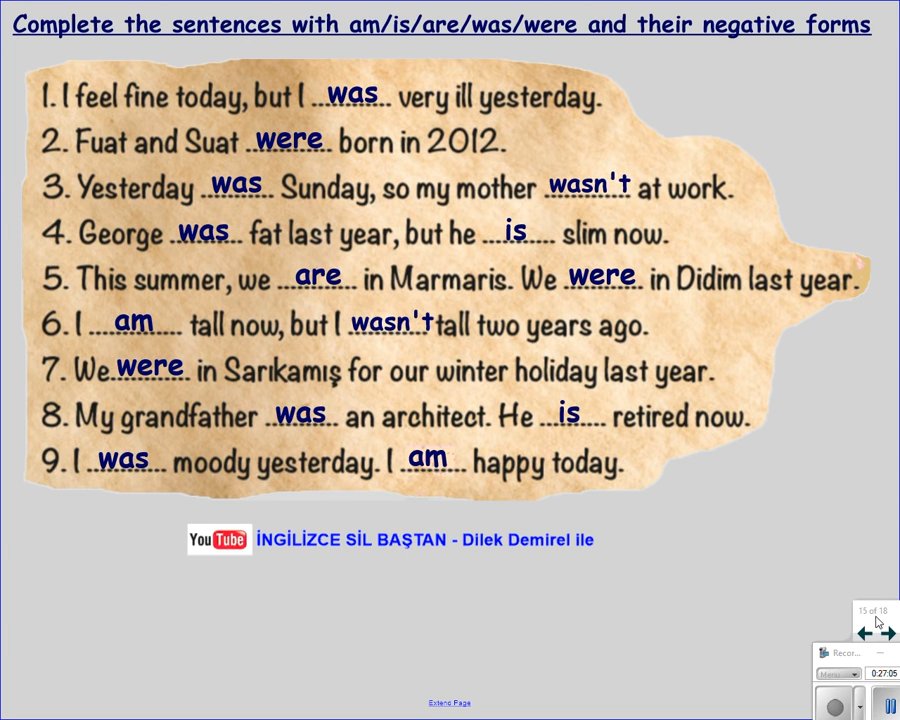 Complete the sentences with am/is/are/was/were and their negative forms
1. I feel fine today, but I ...was... very ill yesterday.
2. Fuat and Suat ...were... born in 2012.
3. Yesterday ...was... Sunday, so my mother ...wasn't... at work.
4. George ...was... fat last year, but he ...is... slim now.
5. This summer, we ...are... in Marmaris. We ...were... in Didim last year.
6. I ...am... tall now, but I ...wasn't... tall two years ago.
7. We...were... in Sarıkamış for our winter holiday last year.
8. My grandfather ...was... an architect. He ...is... retired now.
9. I ...was... moody yesterday. I ...am... happy today.
YouTube İNGİLİZCE SİL BAŞTAN - Dilek Demirel ile
15 of 18
Recor...
Menu... 0:27:05
Extend Page